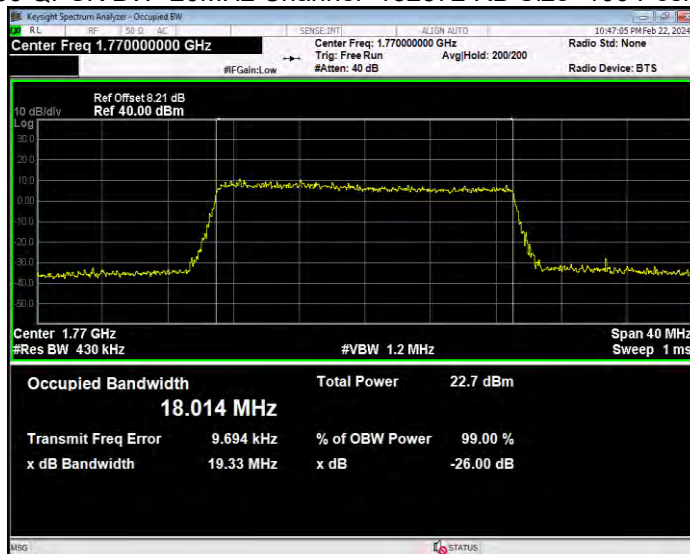 Keysight Spectrum Analyzer - Occupied BW
RL RF 50 Ω AC SENSE:INT ALIGN AUTO 10:47:05 PM Feb 22, 2024
Center Freq 1.770000000 GHz Center Freq: 1.770000000 GHz Radio Std: None
Trig: Free Run Avg|Hold: 200/200
#IFGain:Low #Atten: 40 dB Radio Device: BTS
Ref Offset 8.21 dB
10 dB/div Ref 40.00 dBm
Log
30.0
20.0
10.0
0.00
-10.0
-20.0
-30.0
-40.0
-50.0
Center 1.77 GHz Span 40 MHz
#Res BW 430 kHz #VBW 1.2 MHz Sweep 1 ms
Occupied Bandwidth Total Power 22.7 dBm
18.014 MHz
Transmit Freq Error 9.694 kHz % of OBW Power 99.00 %
x dB Bandwidth 19.33 MHz x dB -26.00 dB
MSG STATUS